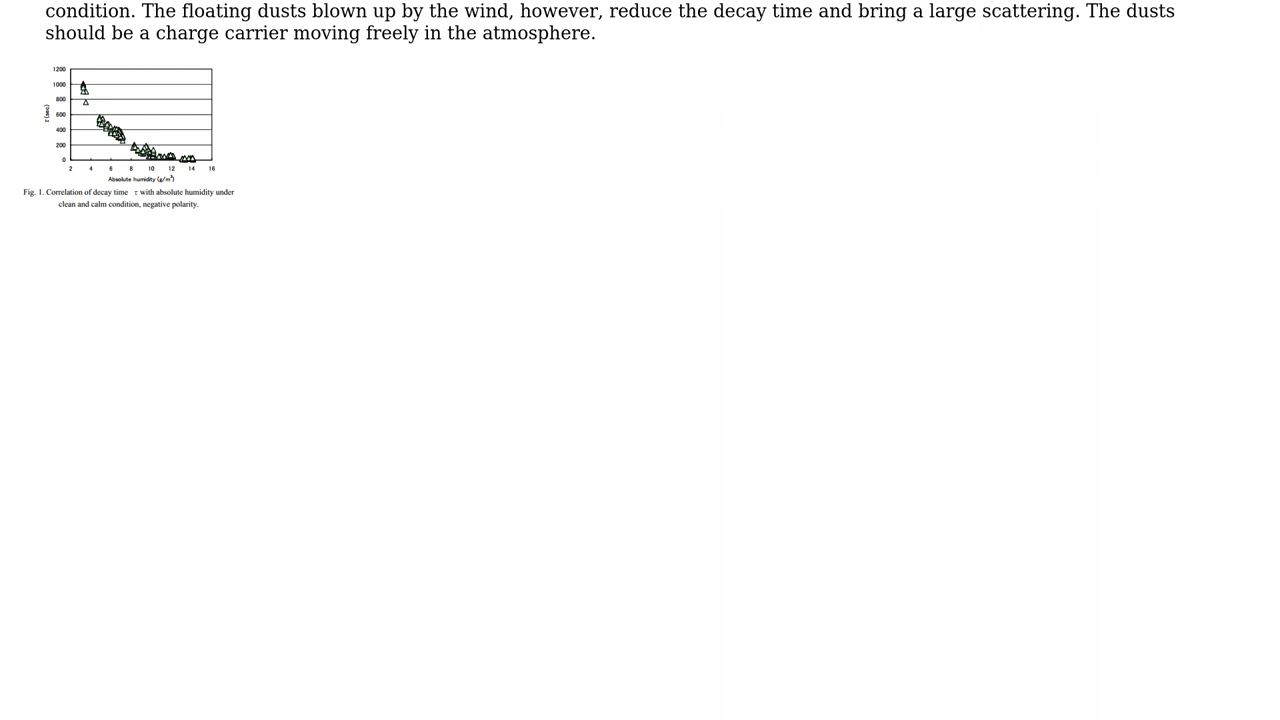 condition. The floating dusts blown up by the wind, however, reduce the decay time and bring a large scattering. The dusts
should be a charge carrier moving freely in the atmosphere.
1200
1000
800
600
400
200
0
τ (sec)
2 4 6 8 10 12 14 16
Absolute humidity (g/m³)
Fig. 1. Correlation of decay time τ with absolute humidity under
clean and calm condition, negative polarity.